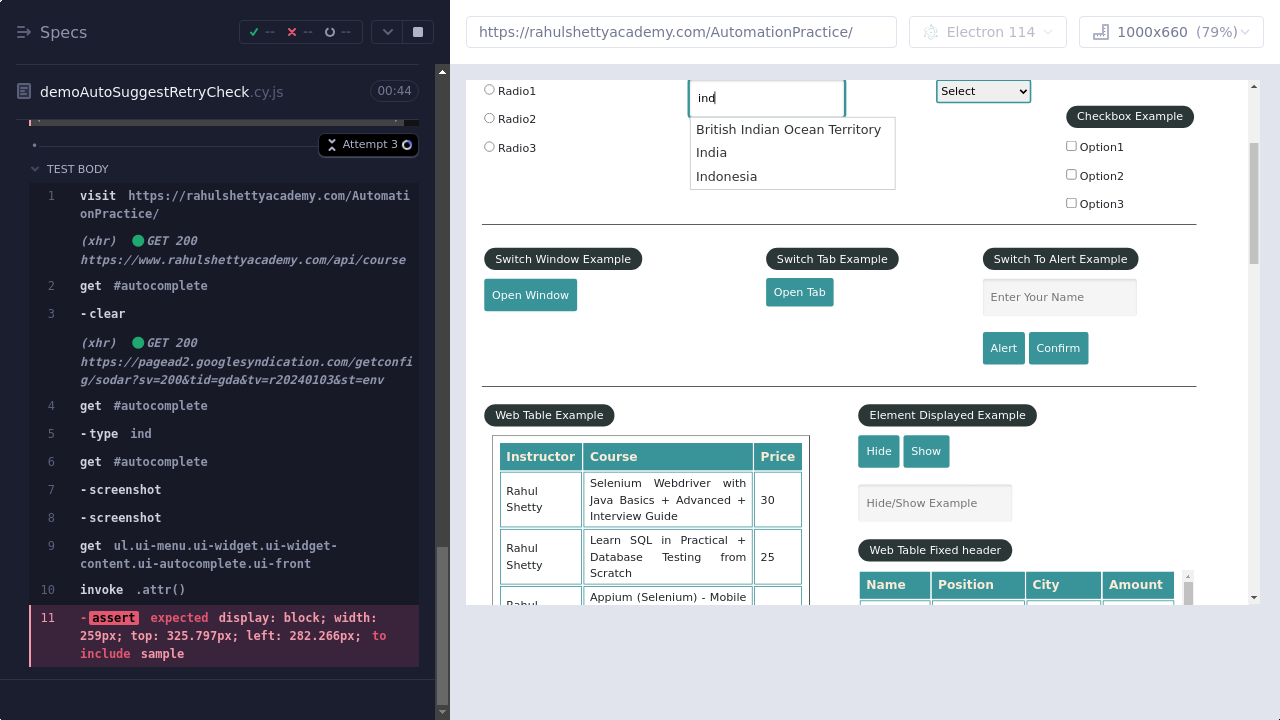 Specs
-- -- --
demoAutoSuggestRetryCheck.cy.js
00:44
Attempt 3
TEST BODY
1 visit https://rahulshettyacademy.com/Automati
onPractice/
(xhr) GET 200
https://www.rahulshettyacademy.com/api/course
2 get #autocomplete
3 -clear
(xhr) GET 200
https://pagead2.googlesyndication.com/getconfi
g/sodar?sv=200&tid=gda&tv=r20240103&st=env
4 get #autocomplete
5 -type ind
6 get #autocomplete
7 -screenshot
8 -screenshot
9 get ul.ui-menu.ui-widget.ui-widget-
content.ui-autocomplete.ui-front
10 invoke .attr()
11 -assert expected display: block; width:
259px; top: 325.797px; left: 282.266px; to
include sample
https://rahulshettyacademy.com/AutomationPractice/
Electron 114
1000x660 (79%)
Radio1
Radio2
Radio3
ind
British Indian Ocean Territory
India
Indonesia
Select
Checkbox Example
Option1
Option2
Option3
Switch Window Example
Open Window
Switch Tab Example
Open Tab
Switch To Alert Example
Enter Your Name
Alert Confirm
Web Table Example
Instructor Course Price
Rahul
Shetty
Selenium Webdriver with
Java Basics + Advanced +
Interview Guide
30
Rahul
Shetty
Learn SQL in Practical +
Database Testing from
Scratch
25
Rahul
Appium (Selenium) - Mobile
Element Displayed Example
Hide Show
Hide/Show Example
Web Table Fixed header
Name Position City Amount